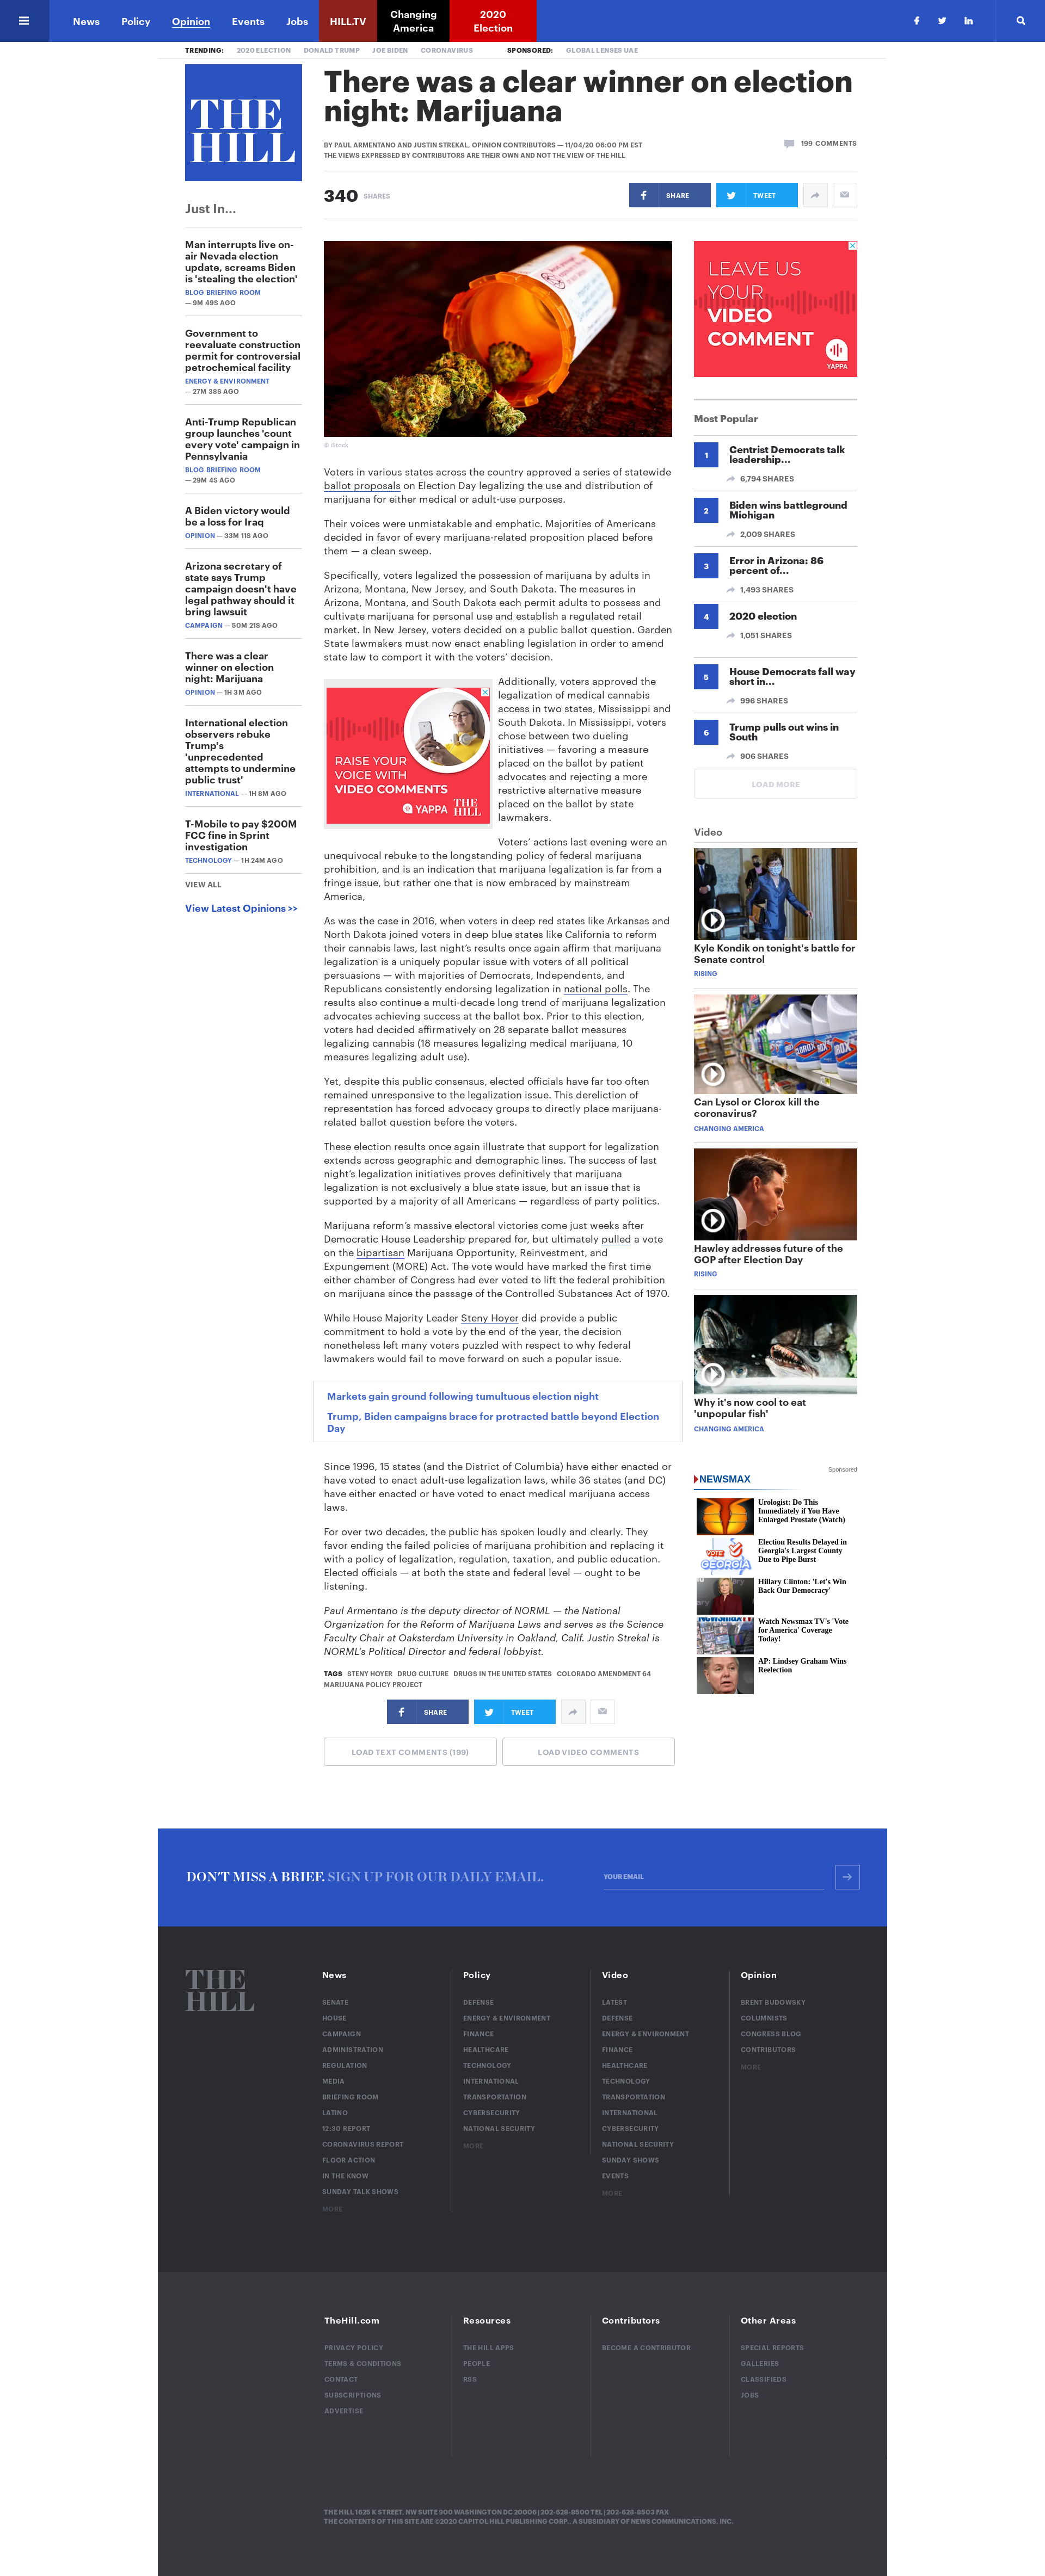 News Policy Opinion Events Jobs HILL.TV Changing America 2020 Election
TRENDING: 2020 ELECTION DONALD TRUMP JOE BIDEN CORONAVIRUS SPONSORED: GLOBAL LENSES UAE
THE
HILL
There was a clear winner on election
night: Marijuana
BY PAUL ARMENTANO AND JUSTIN STREKAL, OPINION CONTRIBUTORS — 11/04/20 06:00 PM EST
THE VIEWS EXPRESSED BY CONTRIBUTORS ARE THEIR OWN AND NOT THE VIEW OF THE HILL
199 COMMENTS
340 SHARES
SHARE
TWEET
Just In...
Man interrupts live on-
air Nevada election
update, screams Biden
is 'stealing the election'
BLOG BRIEFING ROOM
— 9M 49S AGO
Government to
reevaluate construction
permit for controversial
petrochemical facility
ENERGY & ENVIRONMENT
— 27M 38S AGO
Anti-Trump Republican
group launches 'count
every vote' campaign in
Pennsylvania
BLOG BRIEFING ROOM
— 29M 4S AGO
A Biden victory would
be a loss for Iraq
OPINION — 33M 11S AGO
Arizona secretary of
state says Trump
campaign doesn't have
legal pathway should it
bring lawsuit
CAMPAIGN — 50M 21S AGO
There was a clear
winner on election
night: Marijuana
OPINION — 1H 3M AGO
International election
observers rebuke
Trump's
'unprecedented
attempts to undermine
public trust'
INTERNATIONAL — 1H 8M AGO
T-Mobile to pay $200M
FCC fine in Sprint
investigation
TECHNOLOGY — 1H 24M AGO
VIEW ALL
View Latest Opinions >>
© iStock
Voters in various states across the country approved a series of statewide
ballot proposals on Election Day legalizing the use and distribution of
marijuana for either medical or adult-use purposes.
Their voices were unmistakable and emphatic. Majorities of Americans
decided in favor of every marijuana-related proposition placed before
them — a clean sweep.
Specifically, voters legalized the possession of marijuana by adults in
Arizona, Montana, New Jersey, and South Dakota. The measures in
Arizona, Montana, and South Dakota each permit adults to possess and
cultivate marijuana for personal use and establish a regulated retail
market. In New Jersey, voters decided on a public ballot question. Garden
State lawmakers must now enact enabling legislation in order to amend
state law to comport it with the voters' decision.
RAISE YOUR
VOICE WITH
VIDEO COMMENTS
YAPPA THE HILL
Additionally, voters approved the
legalization of medical cannabis
access in two states, Mississippi and
South Dakota. In Mississippi, voters
chose between two dueling
initiatives — favoring a measure
placed on the ballot by patient
advocates and rejecting a more
restrictive alternative measure
placed on the ballot by state
lawmakers.
Voters' actions last evening were an
unequivocal rebuke to the longstanding policy of federal marijuana
prohibition, and is an indication that marijuana legalization is far from a
fringe issue, but rather one that is now embraced by mainstream
America,
As was the case in 2016, when voters in deep red states like Arkansas and
North Dakota joined voters in deep blue states like California to reform
their cannabis laws, last night's results once again affirm that marijuana
legalization is a uniquely popular issue with voters of all political
persuasions — with majorities of Democrats, Independents, and
Republicans consistently endorsing legalization in national polls. The
results also continue a multi-decade long trend of marijuana legalization
advocates achieving success at the ballot box. Prior to this election,
voters had decided affirmatively on 28 separate ballot measures
legalizing cannabis (18 measures legalizing medical marijuana, 10
measures legalizing adult use).
Yet, despite this public consensus, elected officials have far too often
remained unresponsive to the legalization issue. This dereliction of
representation has forced advocacy groups to directly place marijuana-
related ballot question before the voters.
These election results once again illustrate that support for legalization
extends across geographic and demographic lines. The success of last
night's legalization initiatives proves definitively that marijuana
legalization is not exclusively a blue state issue, but an issue that is
supported by a majority of all Americans — regardless of party politics.
Marijuana reform's massive electoral victories come just weeks after
Democratic House Leadership prepared for, but ultimately pulled a vote
on the bipartisan Marijuana Opportunity, Reinvestment, and
Expungement (MORE) Act. The vote would have marked the first time
either chamber of Congress had ever voted to lift the federal prohibition
on marijuana since the passage of the Controlled Substances Act of 1970.
While House Majority Leader Steny Hoyer did provide a public
commitment to hold a vote by the end of the year, the decision
nonetheless left many voters puzzled with respect to why federal
lawmakers would fail to move forward on such a popular issue.
Markets gain ground following tumultuous election night
Trump, Biden campaigns brace for protracted battle beyond Election
Day
Since 1996, 15 states (and the District of Columbia) have either enacted or
have voted to enact adult-use legalization laws, while 36 states (and DC)
have either enacted or have voted to enact medical marijuana access
laws.
For over two decades, the public has spoken loudly and clearly. They
favor ending the failed policies of marijuana prohibition and replacing it
with a policy of legalization, regulation, taxation, and public education.
Elected officials — at both the state and federal level — ought to be
listening.
Paul Armentano is the deputy director of NORML — the National
Organization for the Reform of Marijuana Laws and serves as the Science
Faculty Chair at Oaksterdam University in Oakland, Calif. Justin Strekal is
NORML's Political Director and federal lobbyist.
TAGS STENY HOYER DRUG CULTURE DRUGS IN THE UNITED STATES COLORADO AMENDMENT 64
MARIJUANA POLICY PROJECT
SHARE
TWEET
LOAD TEXT COMMENTS (199)
LOAD VIDEO COMMENTS
LEAVE US
YOUR
VIDEO
COMMENT
YAPPA
Most Popular
1 Centrist Democrats talk
leadership...
6,794 SHARES
2 Biden wins battleground
Michigan
2,009 SHARES
3 Error in Arizona: 86
percent of...
1,493 SHARES
4 2020 election
1,051 SHARES
5 House Democrats fall way
short in...
996 SHARES
6 Trump pulls out wins in
South
906 SHARES
LOAD MORE
Video
Kyle Kondik on tonight's battle for
Senate control
RISING
CLOROX
Can Lysol or Clorox kill the
coronavirus?
CHANGING AMERICA
Hawley addresses future of the
GOP after Election Day
RISING
Why it's now cool to eat
'unpopular fish'
CHANGING AMERICA
Sponsored
NEWSMAX
Urologist: Do This
Immediately if You Have
Enlarged Prostate (Watch)
VOTE
GEORGIA
Election Results Delayed in
Georgia's Largest County
Due to Pipe Burst
Hillary Clinton: 'Let's Win
Back Our Democracy'
Watch Newsmax TV's 'Vote
for America' Coverage
Today!
AP: Lindsey Graham Wins
Reelection
DON'T MISS A BRIEF. SIGN UP FOR OUR DAILY EMAIL.
YOUR EMAIL
THE
HILL
News
SENATE
HOUSE
CAMPAIGN
ADMINISTRATION
REGULATION
MEDIA
BRIEFING ROOM
LATINO
12:30 REPORT
CORONAVIRUS REPORT
FLOOR ACTION
IN THE KNOW
SUNDAY TALK SHOWS
MORE
Policy
DEFENSE
ENERGY & ENVIRONMENT
FINANCE
HEALTHCARE
TECHNOLOGY
INTERNATIONAL
TRANSPORTATION
CYBERSECURITY
NATIONAL SECURITY
MORE
Video
LATEST
DEFENSE
ENERGY & ENVIRONMENT
FINANCE
HEALTHCARE
TECHNOLOGY
TRANSPORTATION
INTERNATIONAL
CYBERSECURITY
NATIONAL SECURITY
SUNDAY SHOWS
EVENTS
MORE
Opinion
BRENT BUDOWSKY
COLUMNISTS
CONGRESS BLOG
CONTRIBUTORS
MORE
TheHill.com
PRIVACY POLICY
TERMS & CONDITIONS
CONTACT
SUBSCRIPTIONS
ADVERTISE
Resources
THE HILL APPS
PEOPLE
RSS
Contributors
BECOME A CONTRIBUTOR
Other Areas
SPECIAL REPORTS
GALLERIES
CLASSIFIEDS
JOBS
THE HILL 1625 K STREET, NW SUITE 900 WASHINGTON DC 20006 | 202-628-8500 TEL | 202-628-8503 FAX
THE CONTENTS OF THIS SITE ARE ©2020 CAPITOL HILL PUBLISHING CORP., A SUBSIDIARY OF NEWS COMMUNICATIONS, INC.